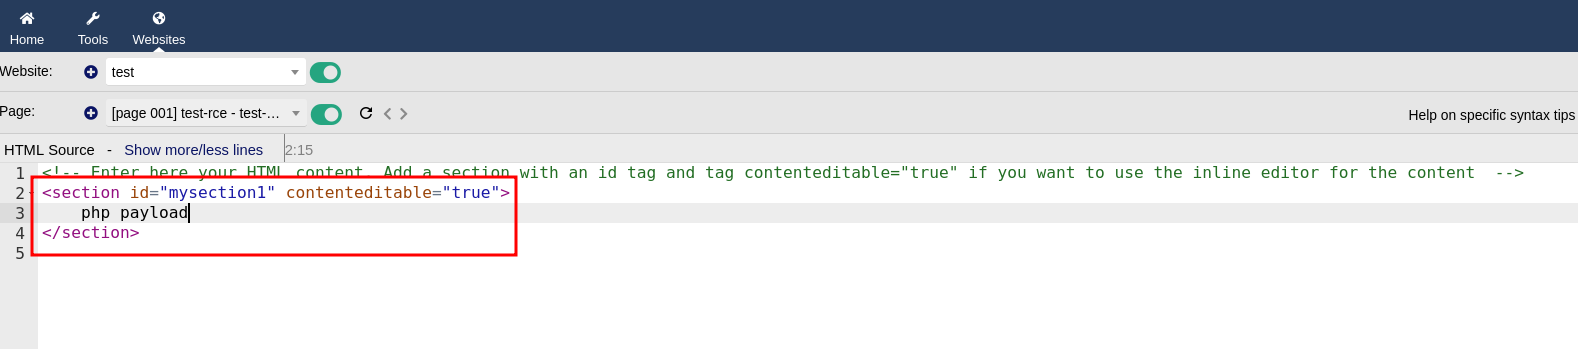 Home Tools Websites
Website: test
Page: [page 001] test-rce - test-...
Help on specific syntax tips
HTML Source - Show more/less lines 2:15
1 <!-- Enter here your HTML content. Add a section with an id tag and tag contenteditable="true" if you want to use the inline editor for the content -->
2 <section id="mysection1" contenteditable="true">
3 php payload
4 </section>
5